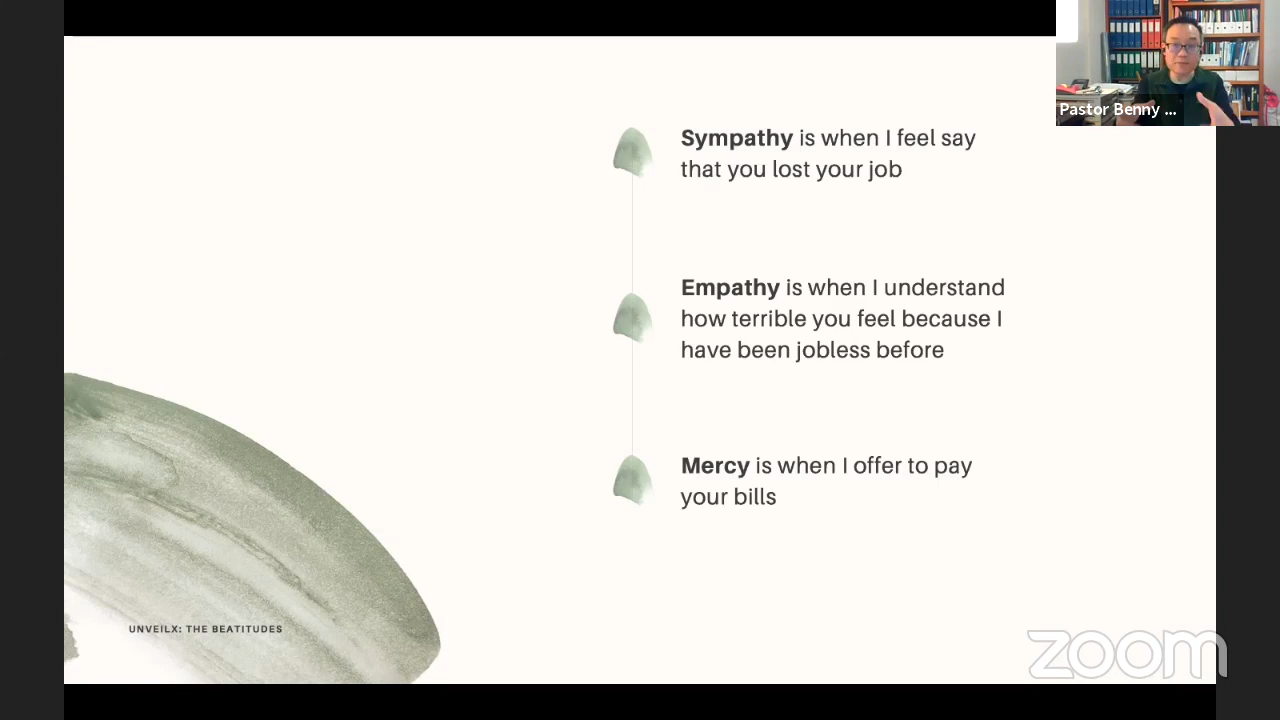 Pastor Benny ...
Sympathy is when I feel say
that you lost your job
Empathy is when I understand
how terrible you feel because I
have been jobless before
Mercy is when I offer to pay
your bills
UNVEILX: THE BEATITUDES
zoom